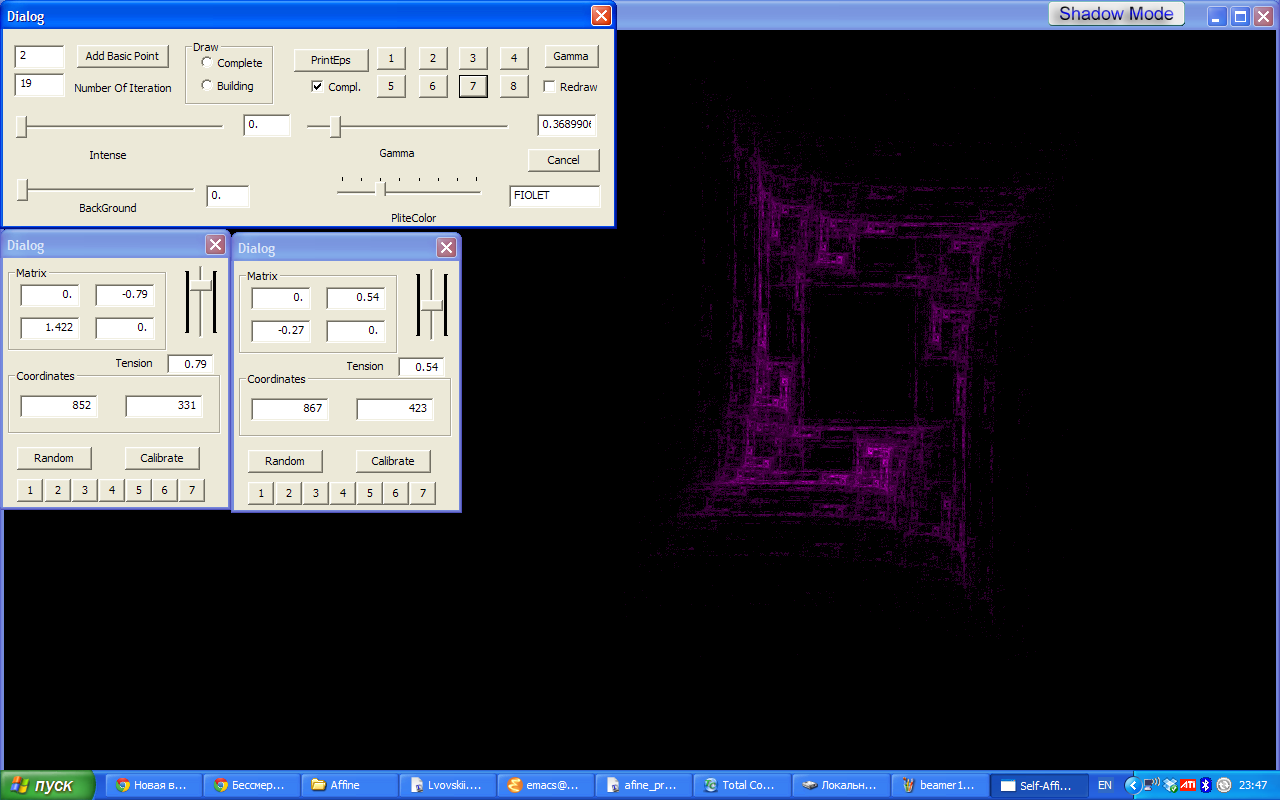 Dialog
Shadow Mode
2
Add Basic Point
Draw
Complete
Building
PrintEps
1 2 3 4
Gamma
19
Number Of Iteration
Compl.
5 6 7 8
Redraw
0.
0.3689906
Intense
Gamma
Cancel
0.
FIOLET
BackGround
PliteColor
Dialog
Matrix
0. -0.79
1.422 0.
Tension 0.79
Coordinates
852 331
Random Calibrate
1 2 3 4 5 6 7
Dialog
Matrix
0. 0.54
-0.27 0.
Tension 0.54
Coordinates
867 423
Random Calibrate
1 2 3 4 5 6 7
пуск Новая в... Бессмер... Affine Lvovskii.... emacs@... afine_pr... Total Co... Локальн... beamer1... Self-Affi... EN ATI 23:47